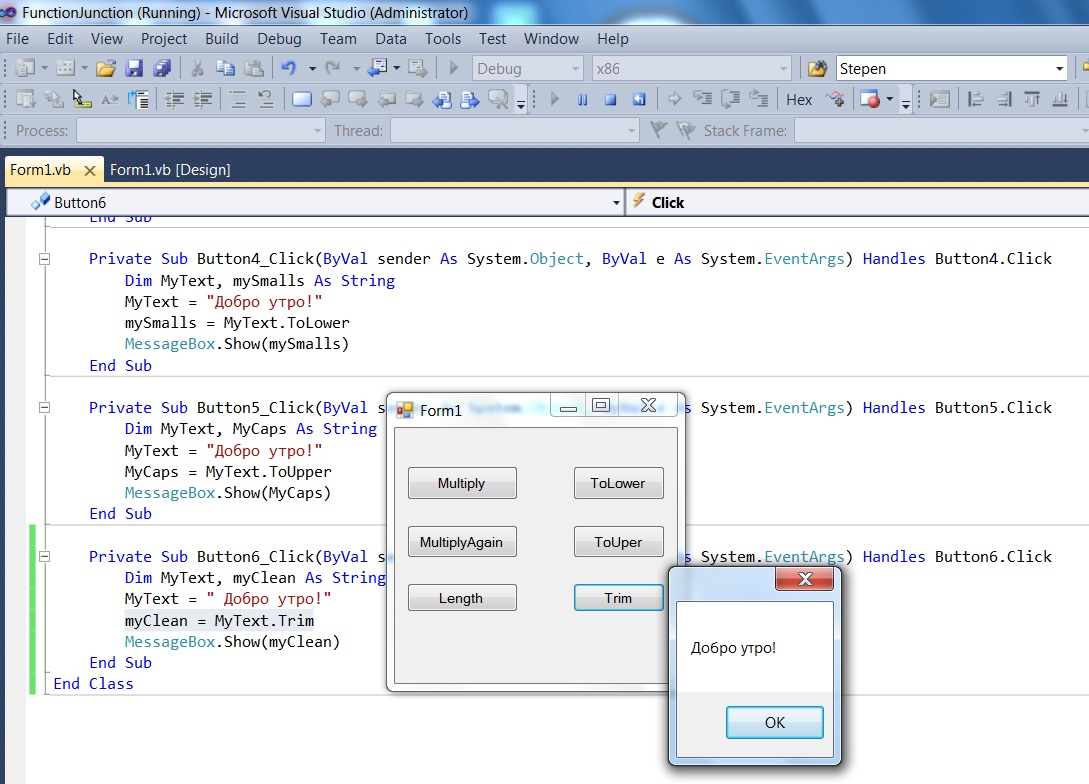 FunctionJunction (Running) - Microsoft Visual Studio (Administrator)
File Edit View Project Build Debug Team Data Tools Test Window Help
Debug x86 Stepen
Hex
Process: Thread: Stack Frame:
Form1.vb Form1.vb [Design]
Button6 Click
End Sub
Private Sub Button4_Click(ByVal sender As System.Object, ByVal e As System.EventArgs) Handles Button4.Click
Dim MyText, mySmalls As String
MyText = "Добро утро!"
mySmalls = MyText.ToLower
MessageBox.Show(mySmalls)
End Sub
Private Sub Button5_Click(ByVal s System.EventArgs) Handles Button5.Click
Dim MyText, MyCaps As String
MyText = "Добро утро!"
MyCaps = MyText.ToUpper
MessageBox.Show(MyCaps)
End Sub
Private Sub Button6_Click(ByVal s System.EventArgs) Handles Button6.Click
Dim MyText, myClean As String
MyText = " Добро утро!"
myClean = MyText.Trim
MessageBox.Show(myClean)
End Sub
End Class
Form1
Multiply ToLower
MultiplyAgain ToUper
Length Trim
Добро утро!
OK